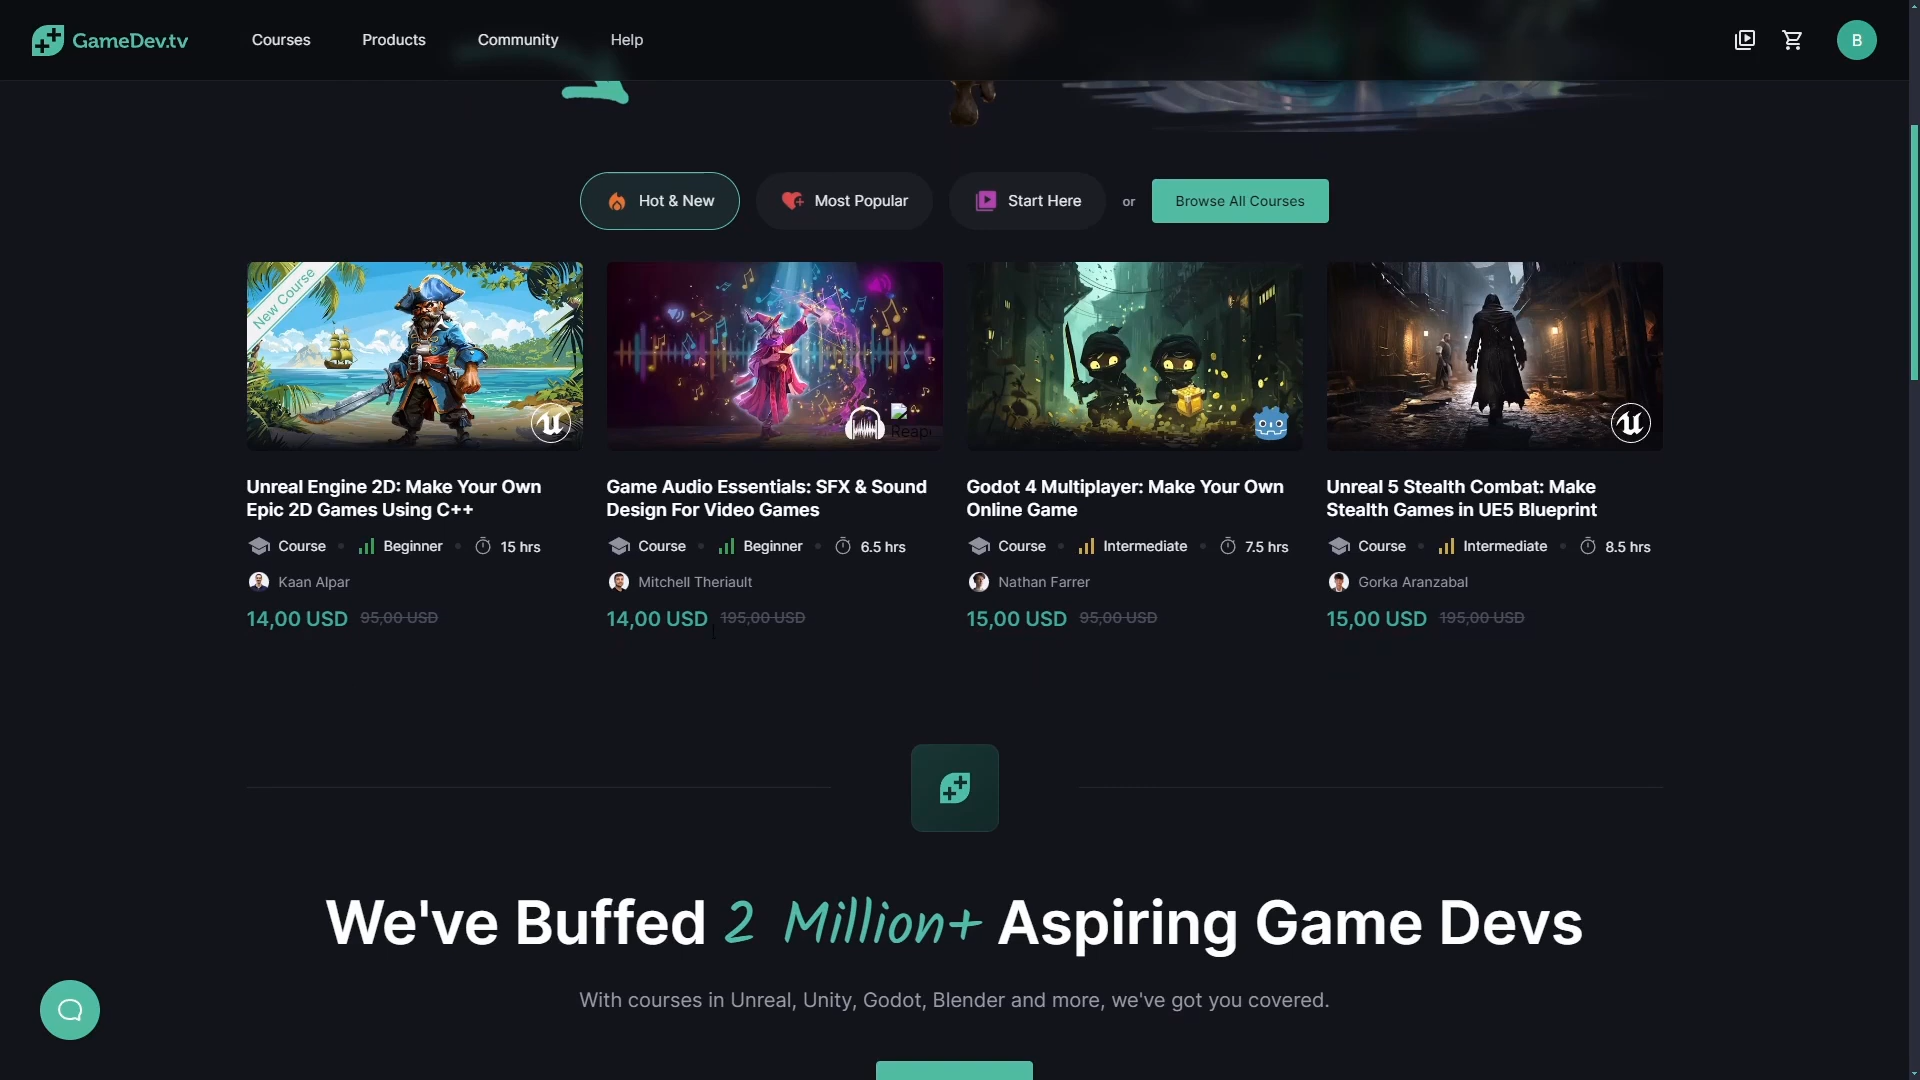 GameDev.tv
Courses
Products
Community
Help
B
Hot & New
Most Popular
Start Here
or
Browse All Courses
New Course
Unreal Engine 2D: Make Your Own
Epic 2D Games Using C++
Course
Beginner
15 hrs
Kaan Alpar
14,00 USD 95,00 USD
Reap
Game Audio Essentials: SFX & Sound
Design For Video Games
Course
Beginner
6.5 hrs
Mitchell Theriault
14,00 USD 195,00 USD
Godot 4 Multiplayer: Make Your Own
Online Game
Course
Intermediate
7.5 hrs
Nathan Farrer
15,00 USD 95,00 USD
Unreal 5 Stealth Combat: Make
Stealth Games in UE5 Blueprint
Course
Intermediate
8.5 hrs
Gorka Aranzabal
15,00 USD 195,00 USD
We've Buffed 2 Million+ Aspiring Game Devs
With courses in Unreal, Unity, Godot, Blender and more, we've got you covered.